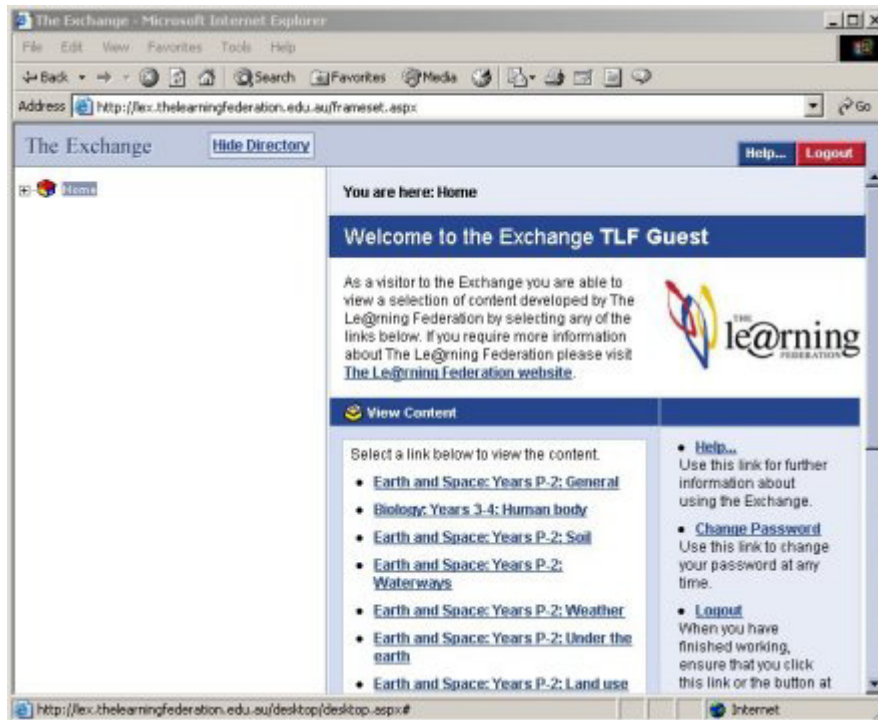 The Exchange - Microsoft Internet Explorer
File Edit View Favorites Tools Help
Back Search Favorites Media
Address http://lex.thelearningfederation.edu.au/frameset.aspx Go
The Exchange Hide Directory Help... Logout
Home
You are here: Home
Welcome to the Exchange TLF Guest
As a visitor to the Exchange you are able to
view a selection of content developed by The
Le@rning Federation by selecting any of the
links below. If you require more information
about The Le@rning Federation please visit
The Le@rning Federation website.
THE
le@rning
FEDERATION
View Content
Select a link below to view the content.
• Earth and Space: Years P-2: General
• Biology: Years 3-4: Human body
• Earth and Space: Years P-2: Soil
• Earth and Space: Years P-2:
Waterways
• Earth and Space: Years P-2: Weather
• Earth and Space: Years P-2: Under the
earth
• Earth and Space: Years P-2: Land use
• Help...
Use this link for further
information about
using the Exchange.
• Change Password
Use this link to change
your password at any
time.
• Logout
When you have
finished working,
ensure that you click
this link or the button at
http://lex.thelearningfederation.edu.au/desktop/desktop.aspx# Internet